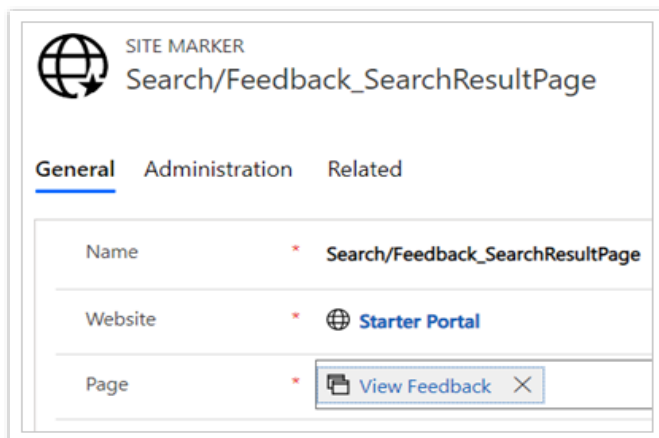 SITE MARKER
Search/Feedback_SearchResultPage
General Administration Related
Name * Search/Feedback_SearchResultPage
Website * Starter Portal
Page * View Feedback